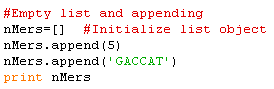 #Empty list and appending
nMers=[]  #Initialize list object
nMers.append(5)
nMers.append('GACCAT')
print nMers